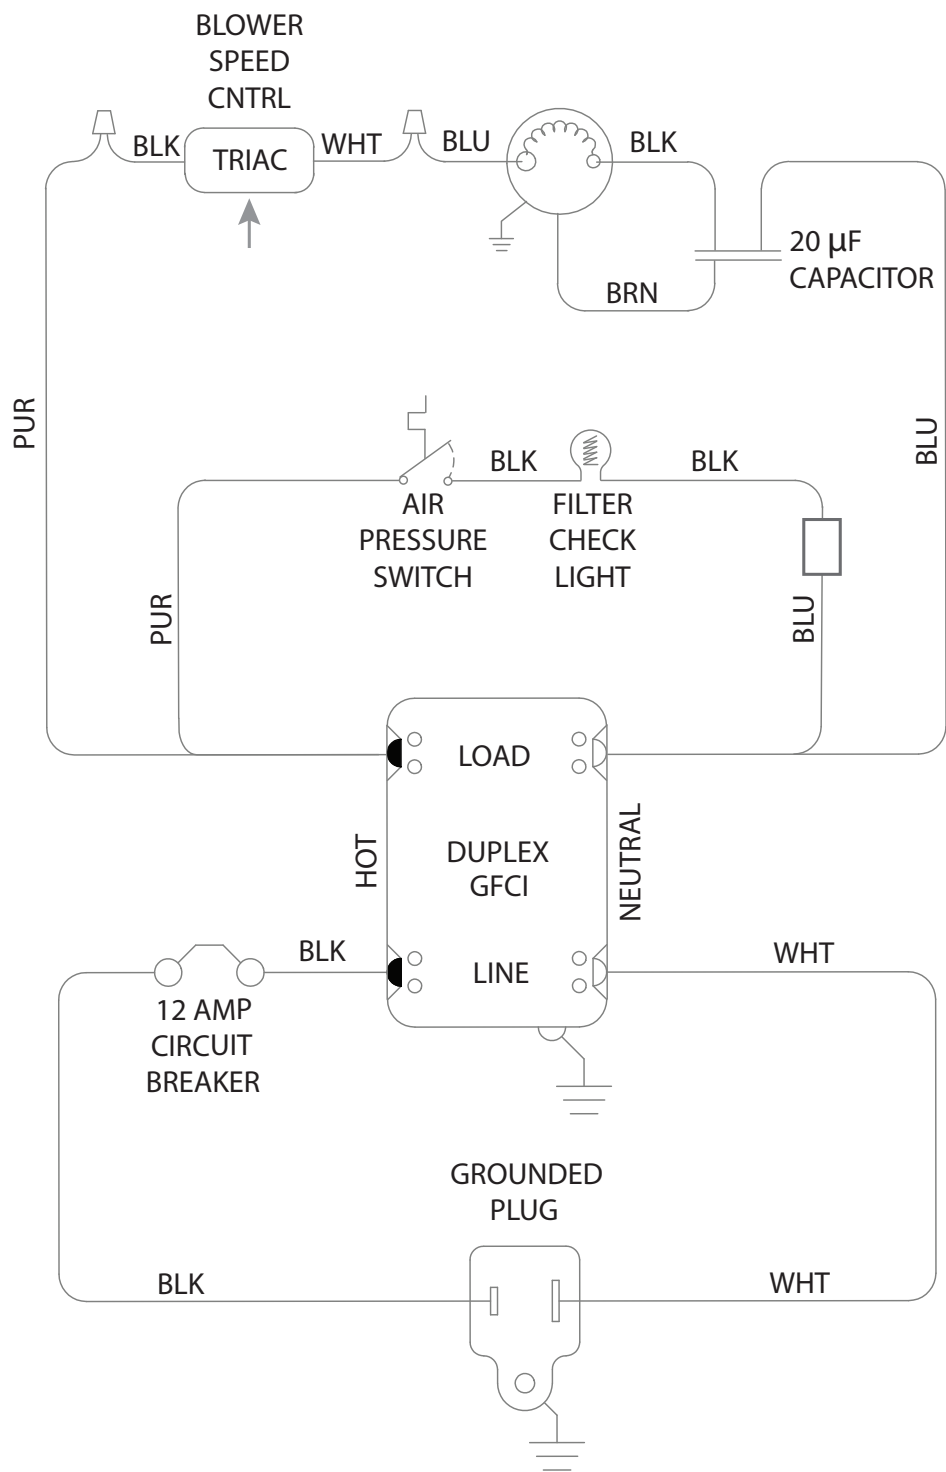 BLOWER
SPEED
CNTRL
BLK
TRIAC
WHT
BLU
BLK
20 µF
CAPACITOR
BRN
PUR
BLU
BLK
BLK
AIR
PRESSURE
SWITCH
FILTER
CHECK
LIGHT
PUR
BLU
LOAD
HOT
DUPLEX
GFCI
NEUTRAL
BLK
LINE
WHT
12 AMP
CIRCUIT
BREAKER
GROUNDED
PLUG
BLK
WHT